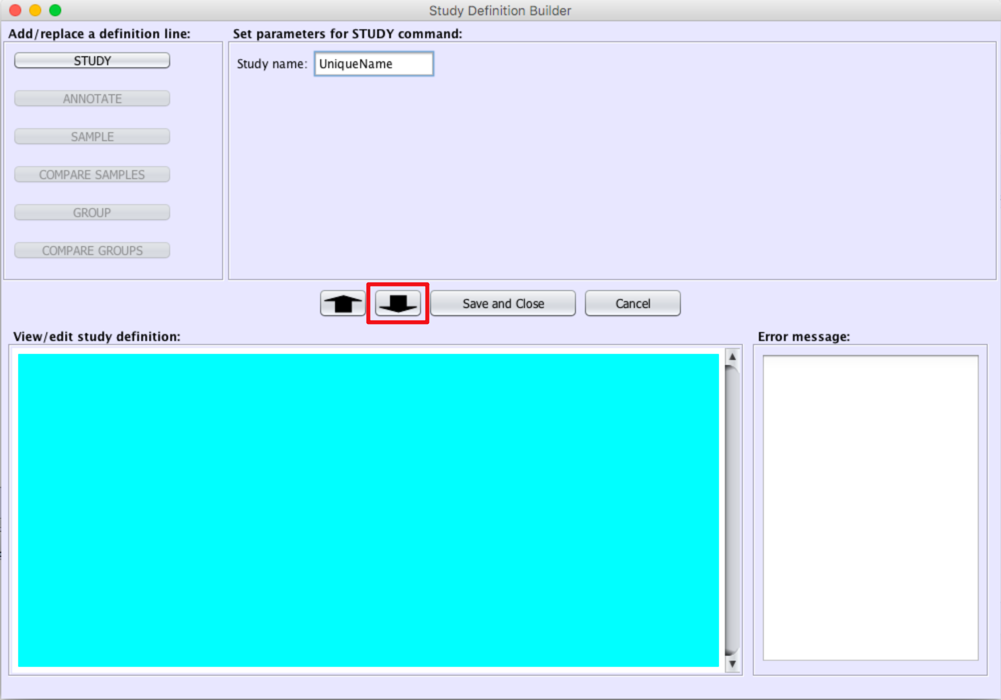 Study Definition Builder
Add/replace a definition line:
Set parameters for STUDY command:
STUDY
Study name: UniqueName
ANNOTATE
SAMPLE
COMPARE SAMPLES
GROUP
COMPARE GROUPS
Save and Close
Cancel
View/edit study definition:
Error message: